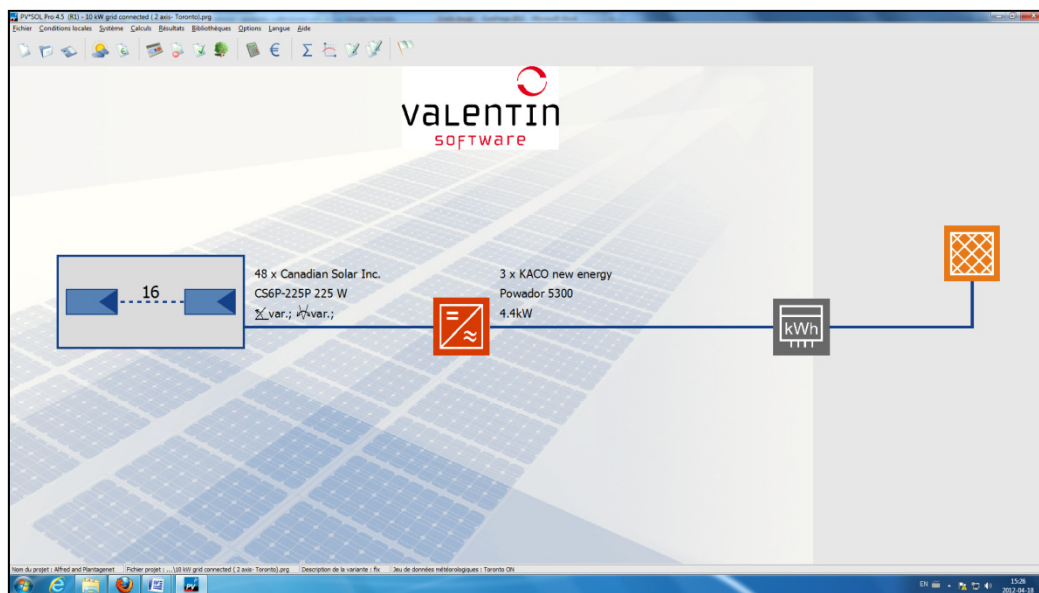 PV*SOL Pro 4.5 (R1) - 10 kW grid connected ( 2 axis- Toronto).prg
Fichier Conditions locales Système Calculs Résultats Bibliothèques Options Langue Aide
VALENTIN
SOFTWARE
16
48 x Canadian Solar Inc.
CS6P-225P 225 W
var.; var.;
3 x KACO new energy
Powador 5300
4.4kW
kWh
Nom du projet : Alfred and Plantagenet Fichier projet : ...\10 kW grid connected ( 2 axis- Toronto).prg Description de la variante : fix Jeu de données météorologiques : Toronto ON
EN
15:26
2012-04-18